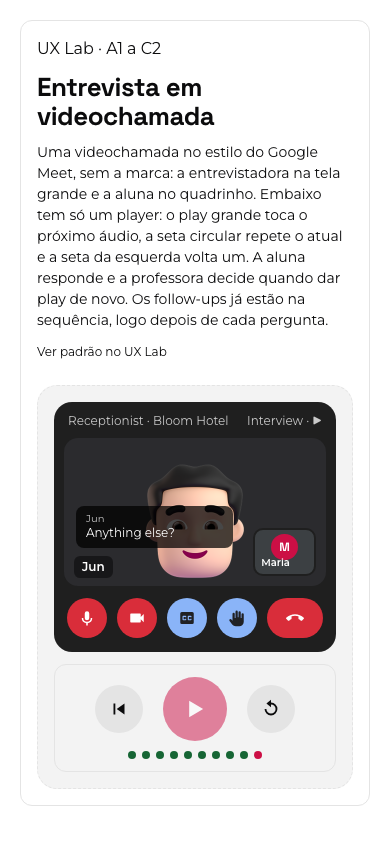 UX Lab · A1 a C2
Entrevista em
videochamada
Uma videochamada no estilo do Google
Meet, sem a marca: a entrevistadora na tela
grande e a aluna no quadrinho. Embaixo
tem só um player: o play grande toca o
próximo áudio, a seta circular repete o atual
e a seta da esquerda volta um. A aluna
responde e a professora decide quando dar
play de novo. Os follow-ups já estão na
sequência, logo depois de cada pergunta.
Ver padrão no UX Lab
Receptionist · Bloom Hotel
Interview ·
Jun
Anything else?
Jun
M
Maria
CC